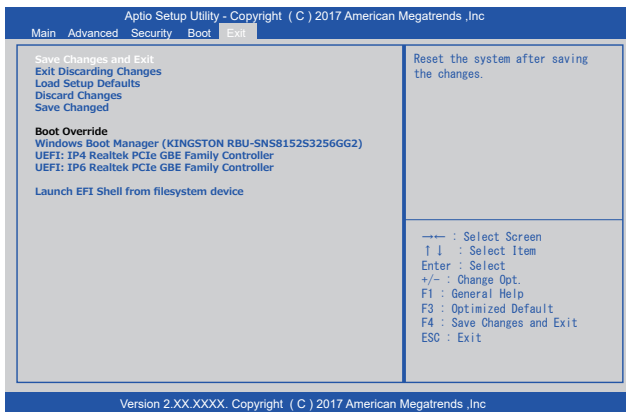 Aptio Setup Utility - Copyright ( C ) 2017 American Megatrends ,Inc
Main Advanced Security Boot Exit
Save Changes and Exit
Exit Discarding Changes
Load Setup Defaults
Discard Changes
Save Changed
Boot Override
Windows Boot Manager (KINGSTON RBU-SNS8152S3256GG2)
UEFI: IP4 Realtek PCIe GBE Family Controller
UEFI: IP6 Realtek PCIe GBE Family Controller
Launch EFI Shell from filesystem device
Reset the system after saving
the changes.
→← : Select Screen
↑↓ : Select Item
Enter : Select
+/- : Change Opt.
F1 : General Help
F3 : Optimized Default
F4 : Save Changes and Exit
ESC : Exit
Version 2.XX.XXXX. Copyright ( C ) 2017 American Megatrends ,Inc